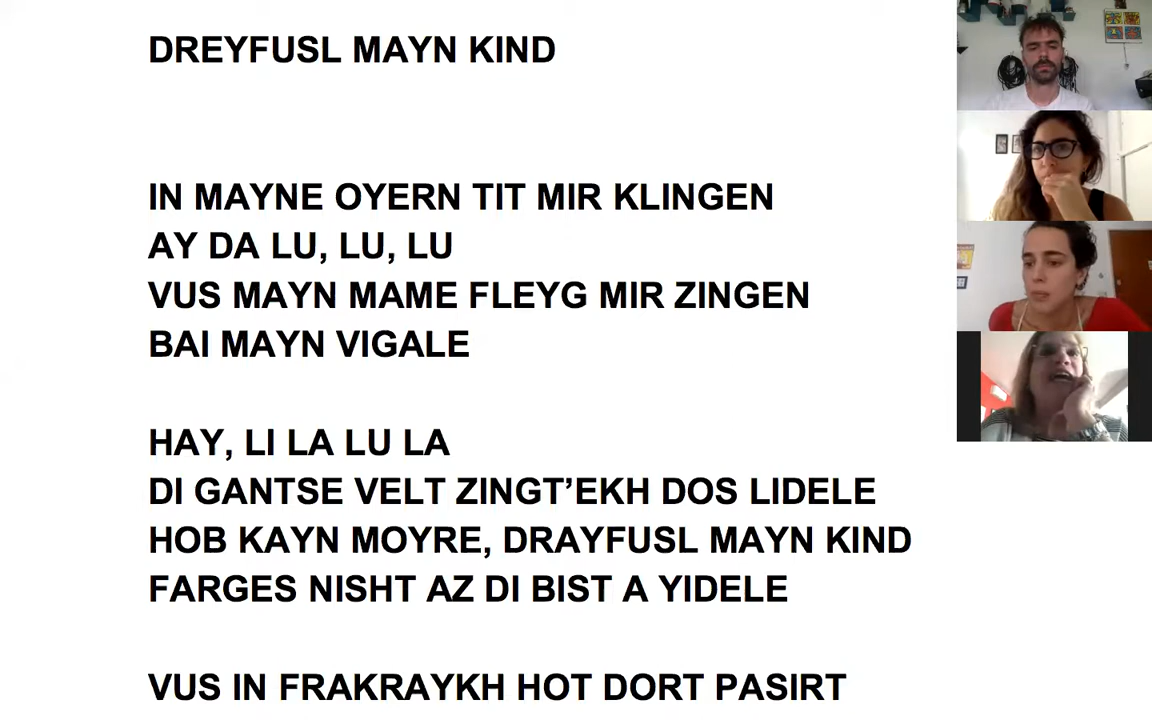 DREYFUSL MAYN KIND
IN MAYNE OYERN TIT MIR KLINGEN
AY DA LU, LU, LU
VUS MAYN MAME FLEYG MIR ZINGEN
BAI MAYN VIGALE
HAY, LI LA LU LA
DI GANTSE VELT ZINGT’EKH DOS LIDELE
HOB KAYN MOYRE, DRAYFUSL MAYN KIND
FARGES NISHT AZ DI BIST A YIDELE
VUS IN FRAKRAYKH HOT DORT PASIRT